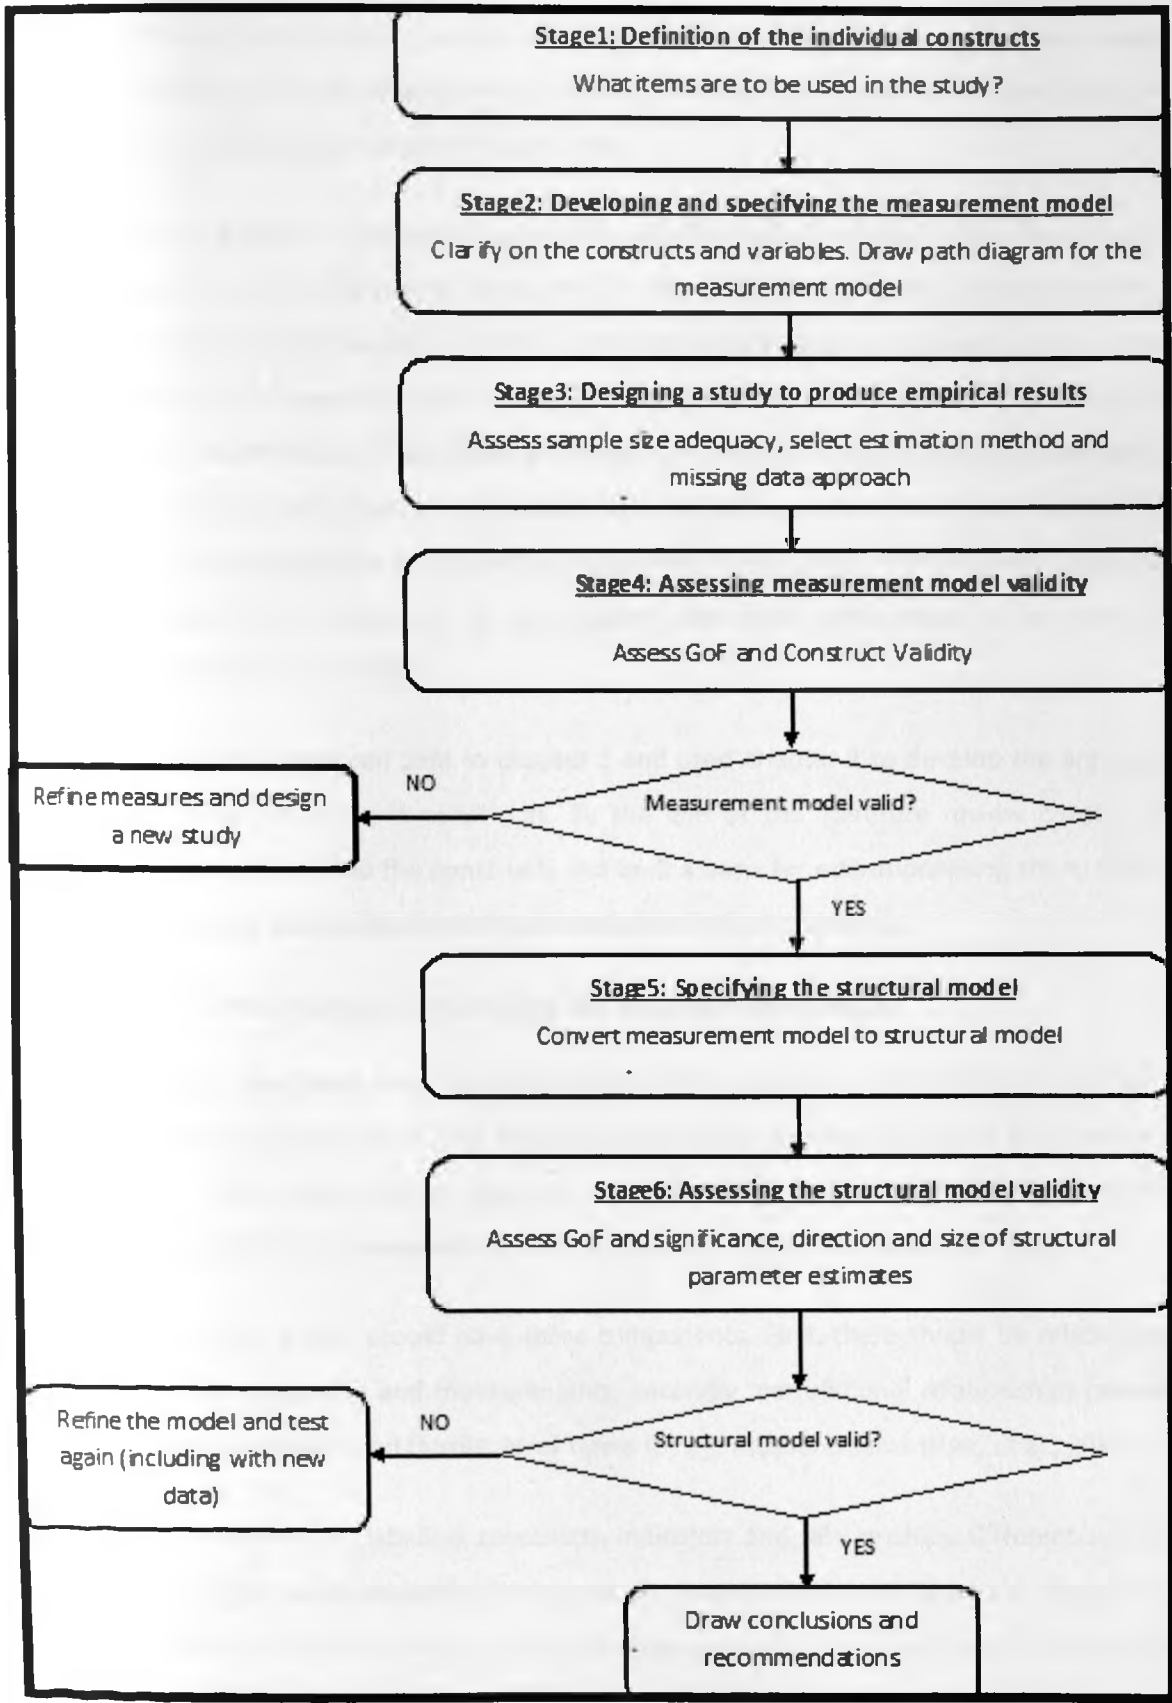 Stage1: Definition of the individual constructs
What items are to be used in the study?
Stage2: Developing and specifying the measurement model
Clarify on the constructs and variables. Draw path diagram for the
measurement model
Stage3: Designing a study to produce empirical results
Assess sample size adequacy, select estimation method and
missing data approach
Stage4: Assessing measurement model validity
Assess GoF and Construct Validity
Measurement model valid?
NO
Refine measures and design
a new study
YES
Stage5: Specifying the structural model
Convert measurement model to structural model
Stage6: Assessing the structural model validity
Assess GoF and significance, direction and size of structural
parameter estimates
Structural model valid?
NO
Refine the model and test
again (including with new
data)
YES
Draw conclusions and
recommendations